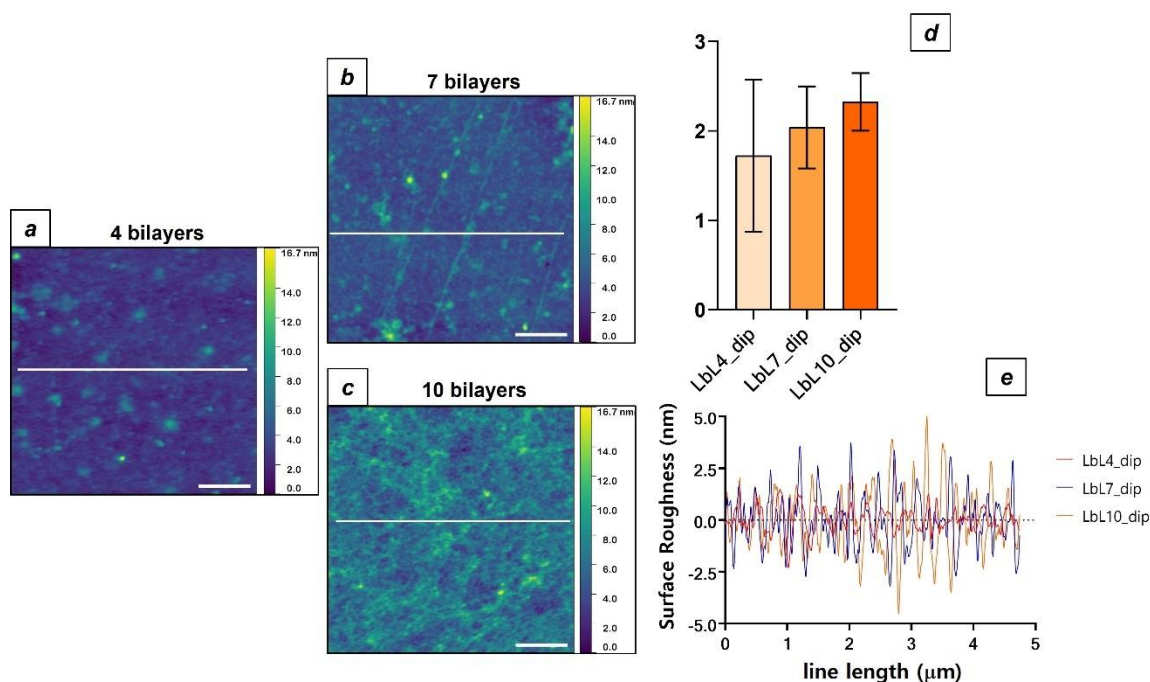 a
4 bilayers
16.7 nm
14.0
12.0
10.0
8.0
6.0
4.0
2.0
0.0
b
7 bilayers
16.7 nm
14.0
12.0
10.0
8.0
6.0
4.0
2.0
0.0
c
10 bilayers
16.7 nm
14.0
12.0
10.0
8.0
6.0
4.0
2.0
0.0
d
3
2
1
0
LbL4_dip
LbL7_dip
LbL10_dip
e
Surface Roughness (nm)
5.0
2.5
0.0
-2.5
-5.0
0 1 2 3 4 5
line length (μm)
LbL4_dip
LbL7_dip
LbL10_dip